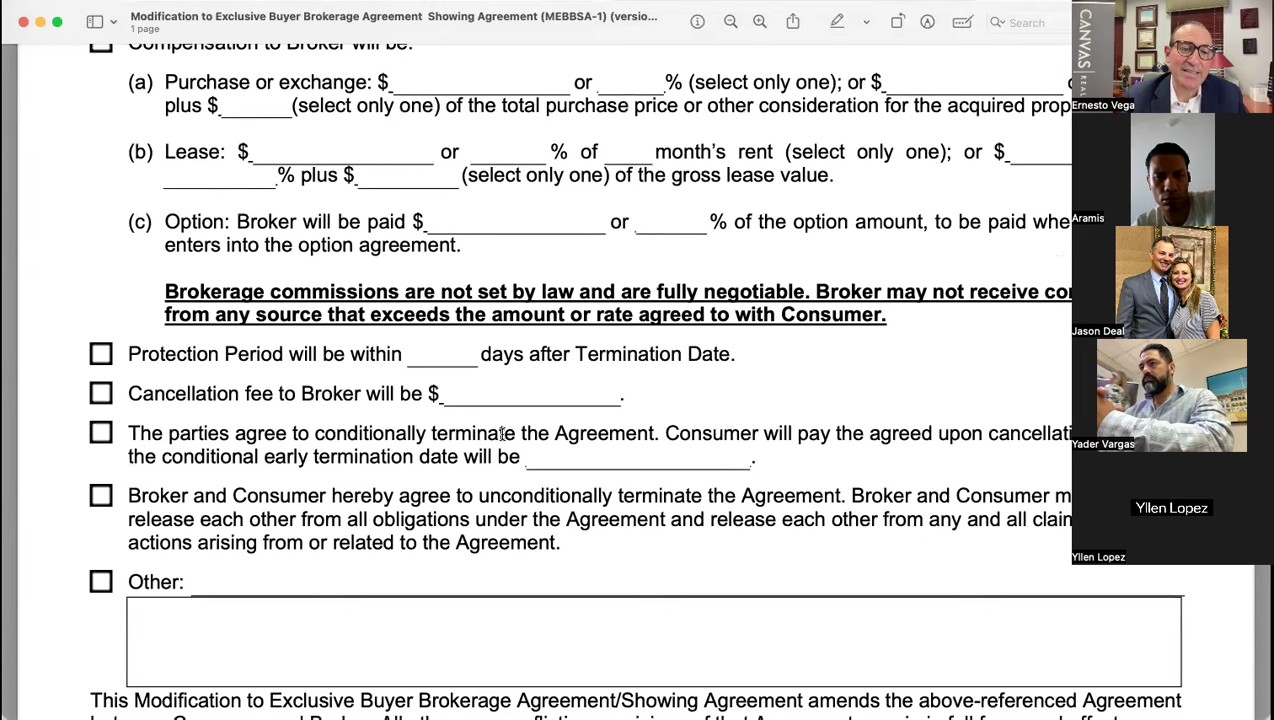 Modification to Exclusive Buyer Brokerage Agreement Showing Agreement (MEBBSA-1) (versio...
1 page
Search
Compensation to Broker will be:
(a) Purchase or exchange: $ or % (select only one); or $
plus $ (select only one) of the total purchase price or other consideration for the acquired prop
(b) Lease: $ or % of month's rent (select only one); or $
% plus $ (select only one) of the gross lease value.
(c) Option: Broker will be paid $ or % of the option amount, to be paid whe
enters into the option agreement.
Brokerage commissions are not set by law and are fully negotiable. Broker may not receive co
from any source that exceeds the amount or rate agreed to with Consumer.
Protection Period will be within days after Termination Date.
Cancellation fee to Broker will be $ .
The parties agree to conditionally terminate the Agreement. Consumer will pay the agreed upon cancellati
the conditional early termination date will be .
Broker and Consumer hereby agree to unconditionally terminate the Agreement. Broker and Consumer m
release each other from all obligations under the Agreement and release each other from any and all claim
actions arising from or related to the Agreement.
Other:
This Modification to Exclusive Buyer Brokerage Agreement/Showing Agreement amends the above-referenced Agreement
CANVAS
REAL
Ernesto Vega
Aramis
Jason Deal
Yader Vargas
Yllen Lopez
Yllen Lopez